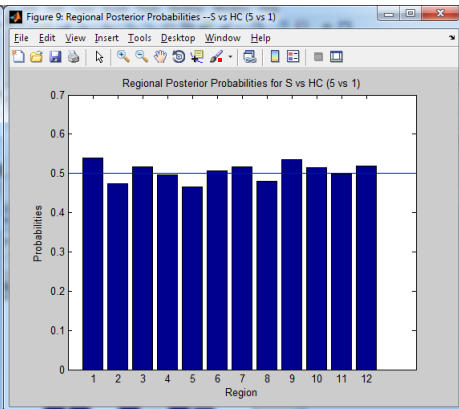 Figure 9: Regional Posterior Probabilities --S vs HC (5 vs 1)
File Edit View Insert Tools Desktop Window Help
Regional Posterior Probabilities for S vs HC (5 vs 1)
0.7
0.6
0.5
0.4
0.3
0.2
0.1
0
Probabilities
1 2 3 4 5 6 7 8 9 10 11 12
Region